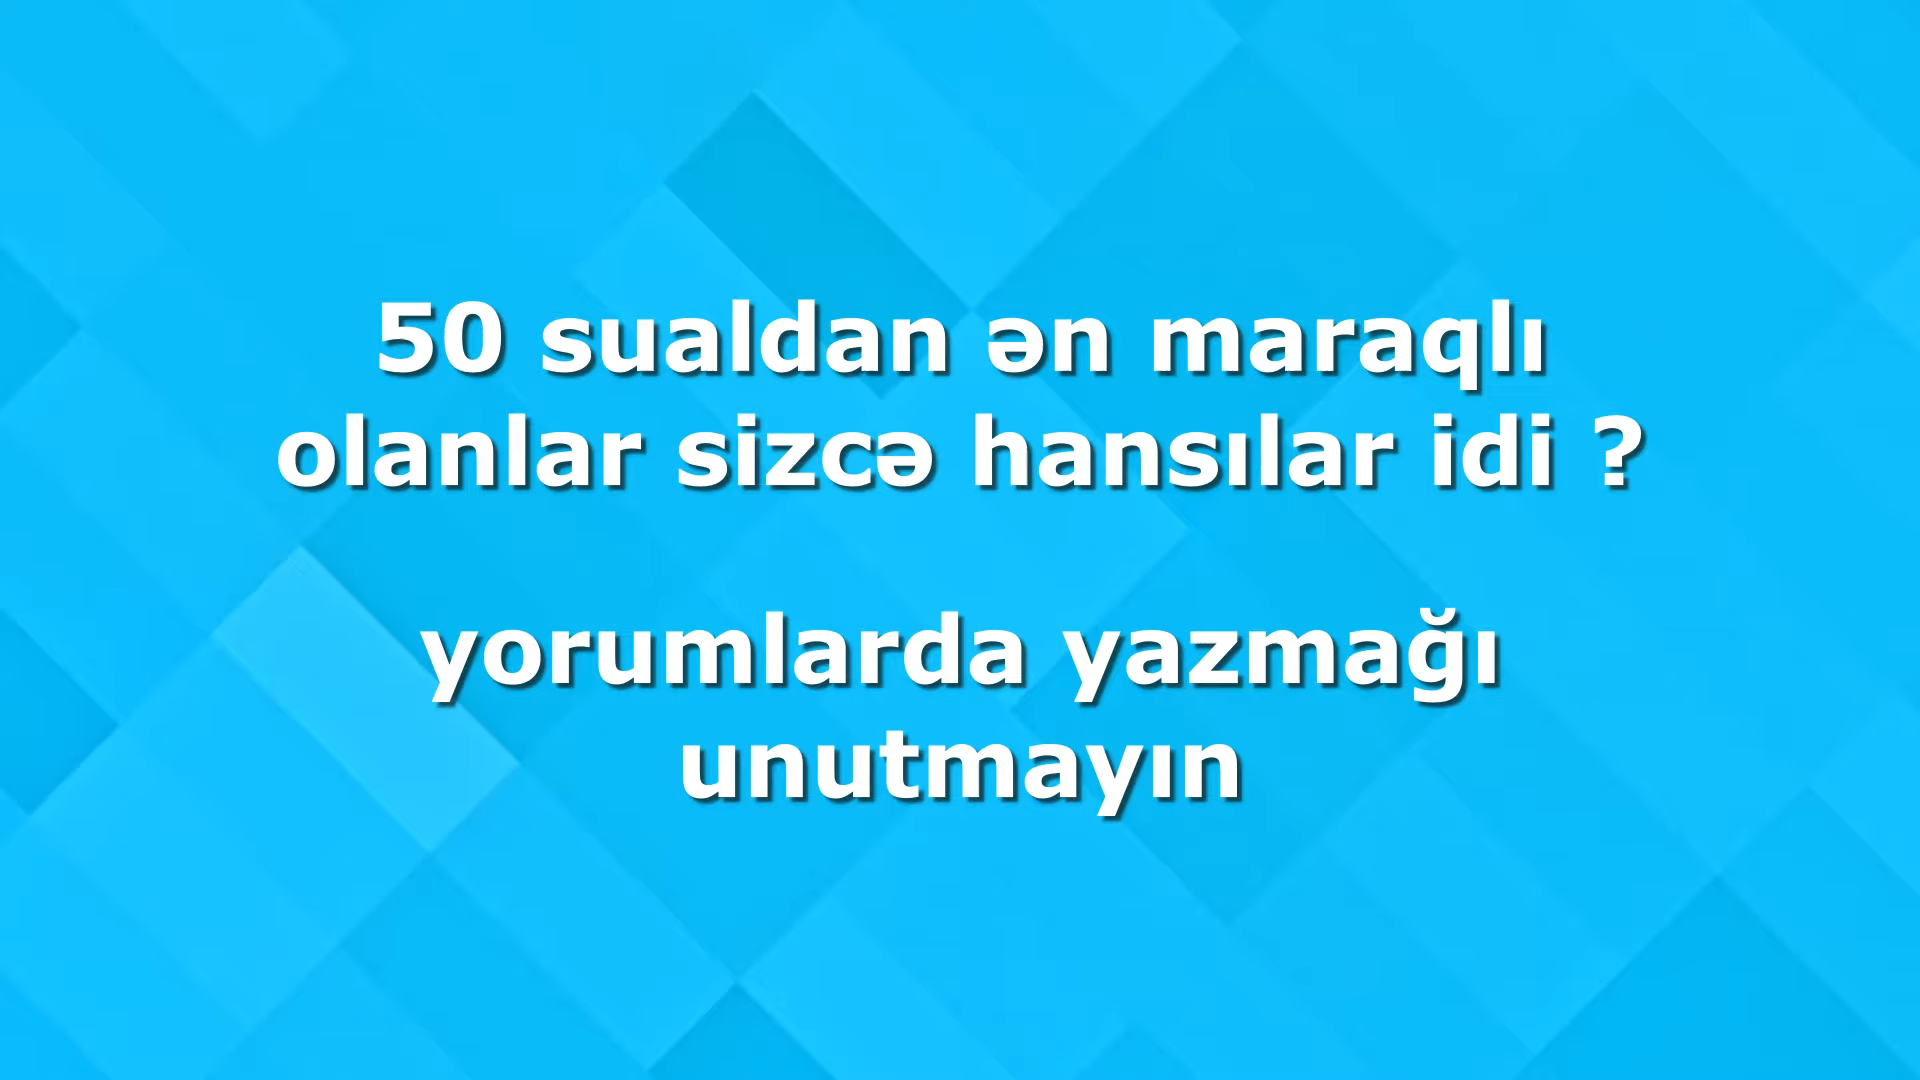 50 sualdan ən maraqlı
olanlar sizcə hansılar idi ?
yorumlarda yazmağı
unutmayın